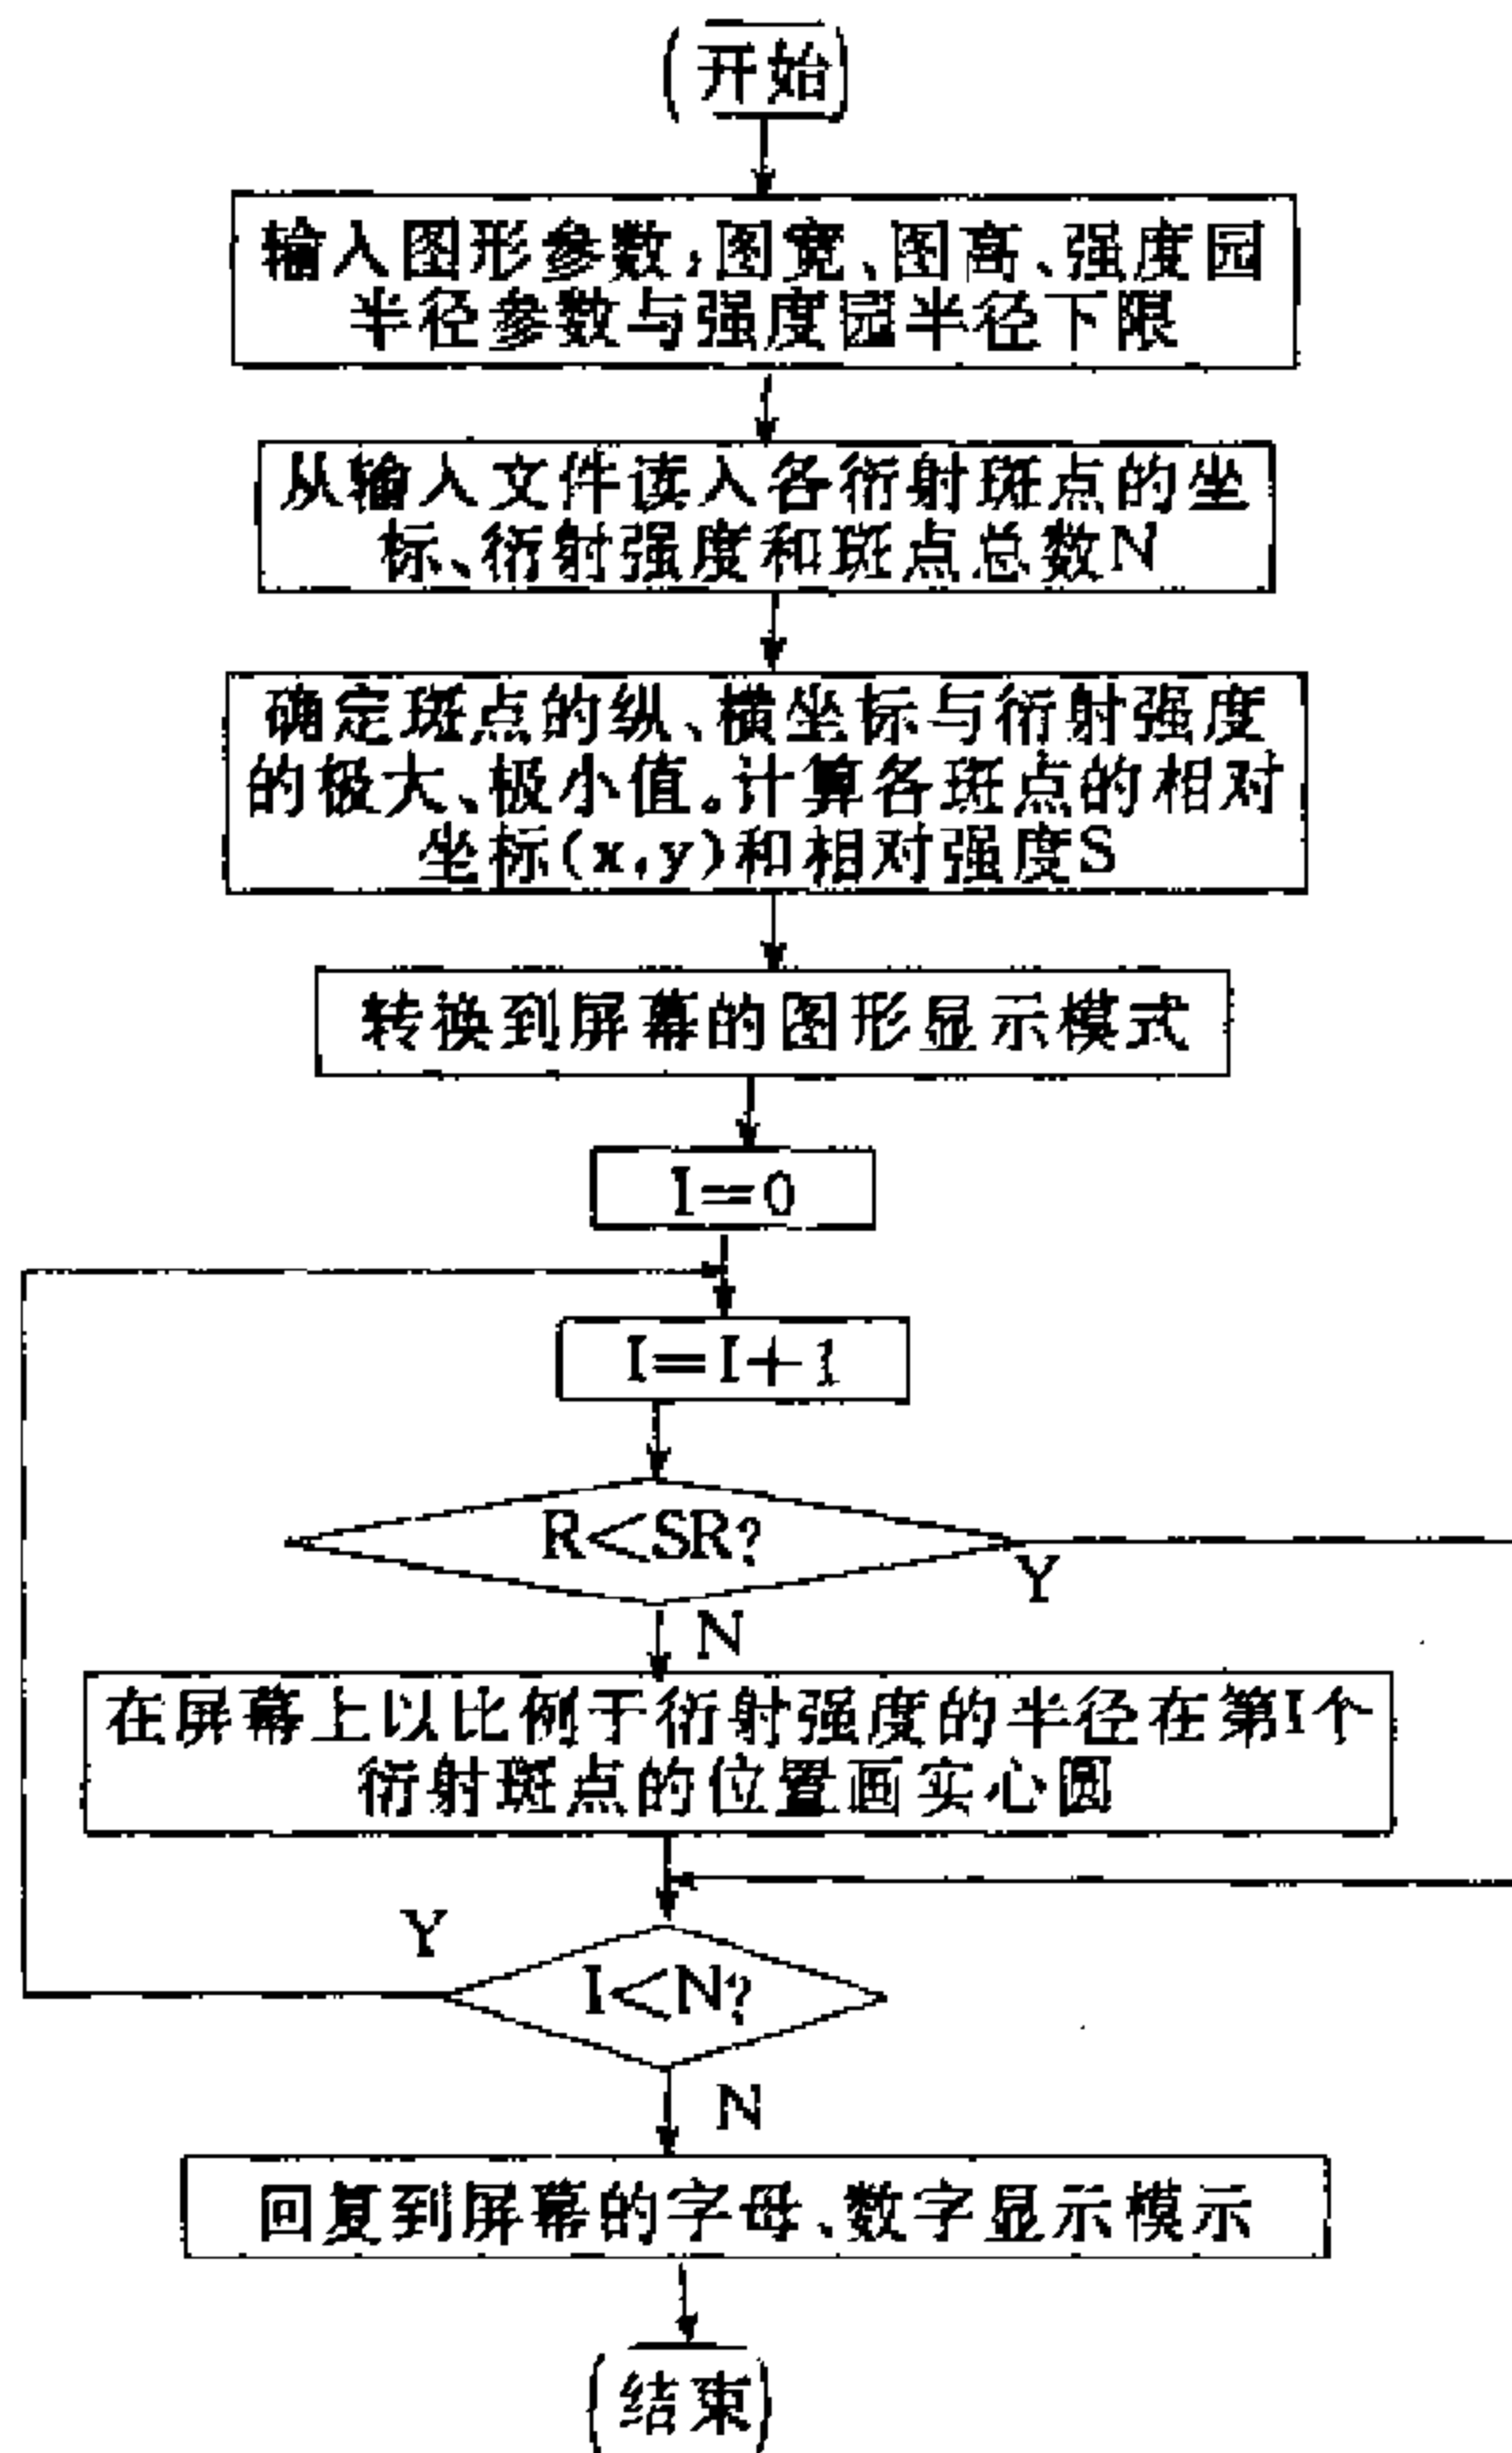 开始
输入图形参数,图宽、图高、强度园
半径参数与强度园半径下限
从输入文件读入各衍射斑点的坐
标、衍射强度和斑点总数N
确定斑点的纵、横坐标与衍射强度
的极大、极小值,计算各斑点的相对
坐标(x,y)和相对强度S
转换到屏幕的图形显示模式
I=0
I=I+1
R<SR?
Y
N
在屏幕上以比例于衍射强度的半径在第I个
衍射斑点的位置画实心圆
Y
I<N?
N
回复到屏幕的字母、数字显示模示
结束